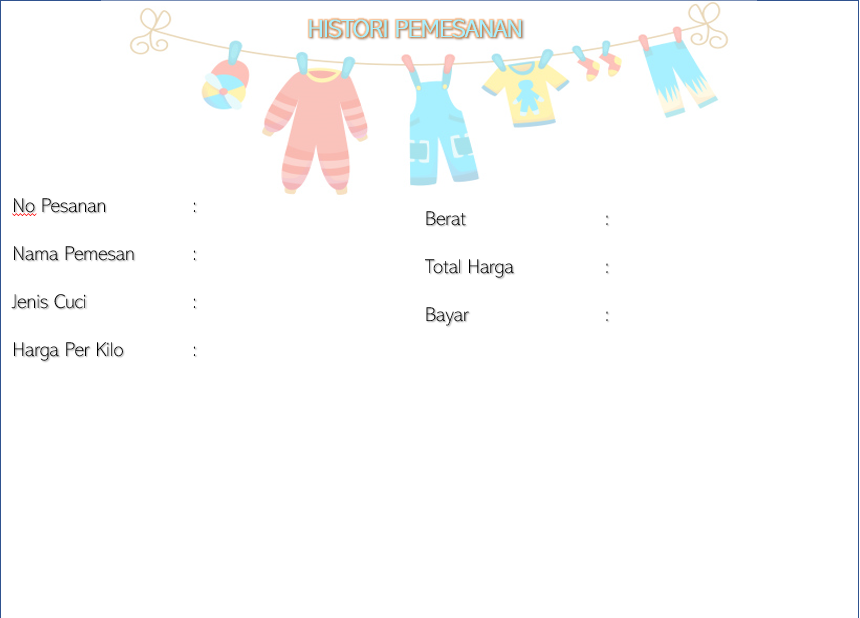 HISTORI PEMESANAN
No Pesanan :
Nama Pemesan :
Jenis Cuci :
Harga Per Kilo :
Berat :
Total Harga :
Bayar :